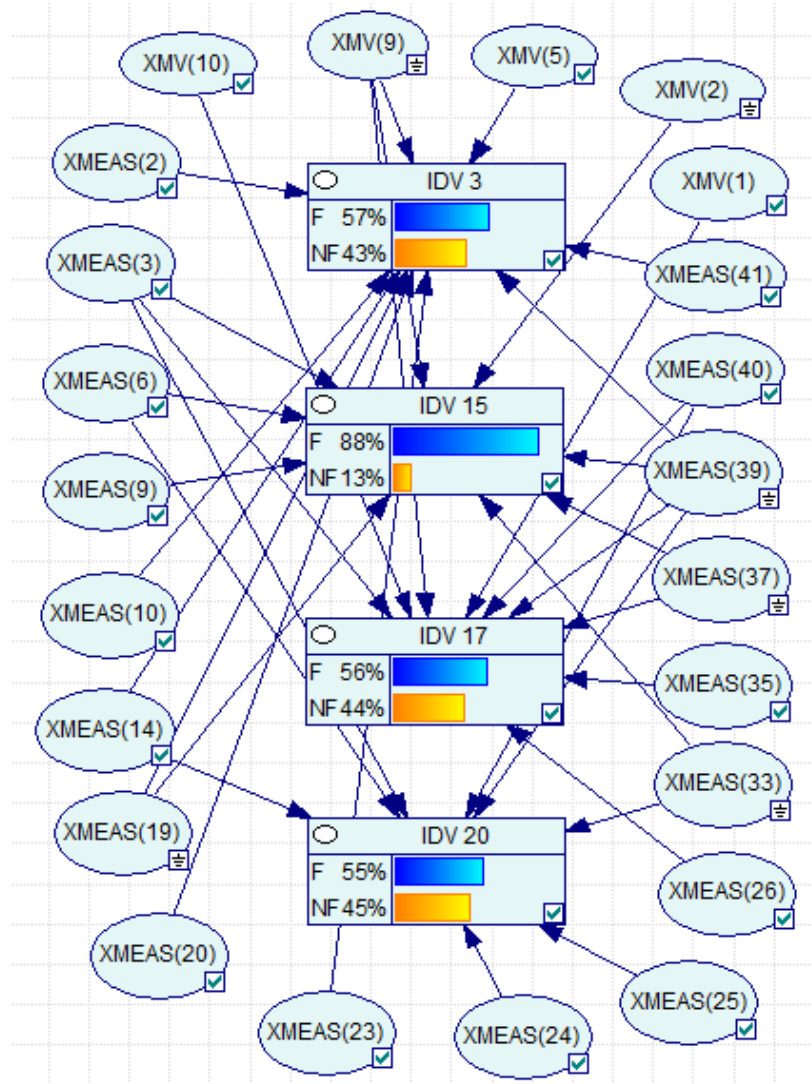 XMV(9)
XMV(5)
XMV(10)
XMV(2)
XMEAS(2)
IDV 3
XMV(1)
F 57%
NF 43%
XMEAS(3)
XMEAS(41)
XMEAS(6)
XMEAS(40)
IDV 15
F 88%
NF 13%
XMEAS(39)
XMEAS(9)
XMEAS(37)
XMEAS(10)
IDV 17
F 56%
NF 44%
XMEAS(35)
XMEAS(14)
XMEAS(33)
XMEAS(19)
IDV 20
F 55%
NF 45%
XMEAS(26)
XMEAS(20)
XMEAS(25)
XMEAS(23)
XMEAS(24)